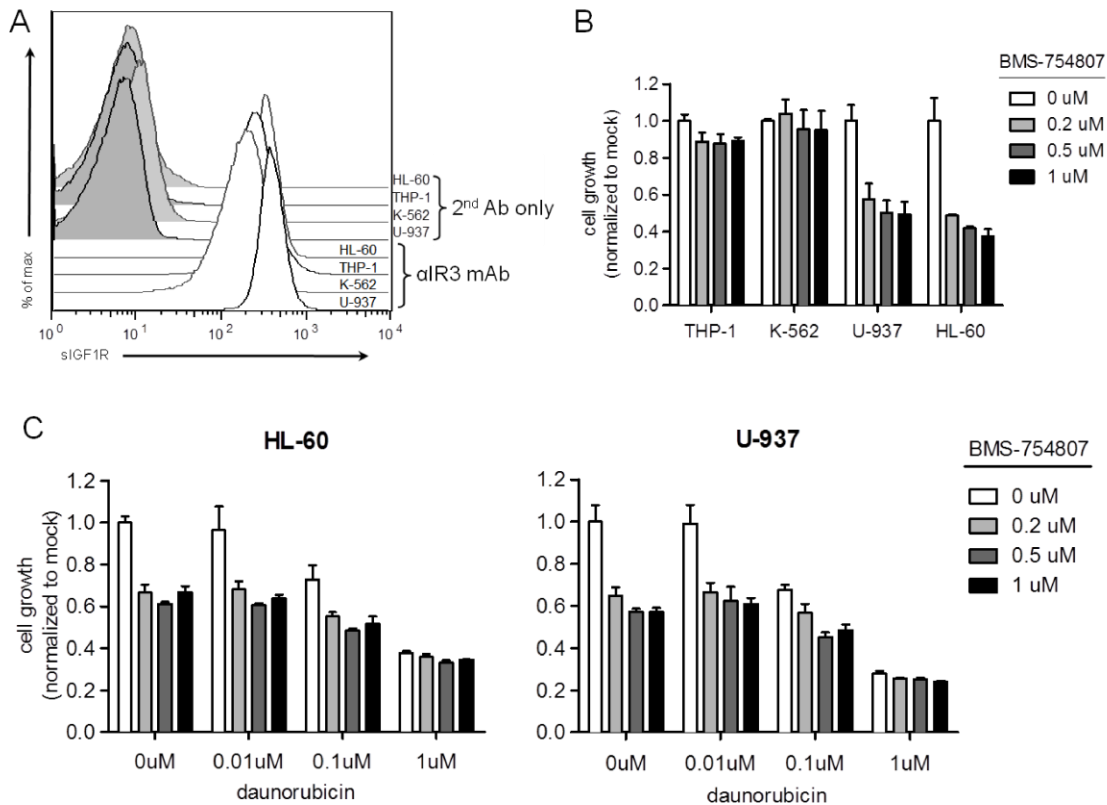 A
% of max
HL-60
THP-1
K-562
U-937
2nd Ab only
HL-60
THP-1
K-562
U-937
αIR3 mAb
10^0 10^1 10^2 10^3 10^4
sIGF1R
B
cell growth
(normalized to mock)
1.2
1.0
0.8
0.6
0.4
0.2
0.0
THP-1 K-562 U-937 HL-60
BMS-754807
0 uM
0.2 uM
0.5 uM
1 uM
C
HL-60
cell growth
(normalized to mock)
1.2
1.0
0.8
0.6
0.4
0.2
0.0
0uM 0.01uM 0.1uM 1uM
daunorubicin
U-937
1.2
1.0
0.8
0.6
0.4
0.2
0.0
0uM 0.01uM 0.1uM 1uM
daunorubicin
BMS-754807
0 uM
0.2 uM
0.5 uM
1 uM